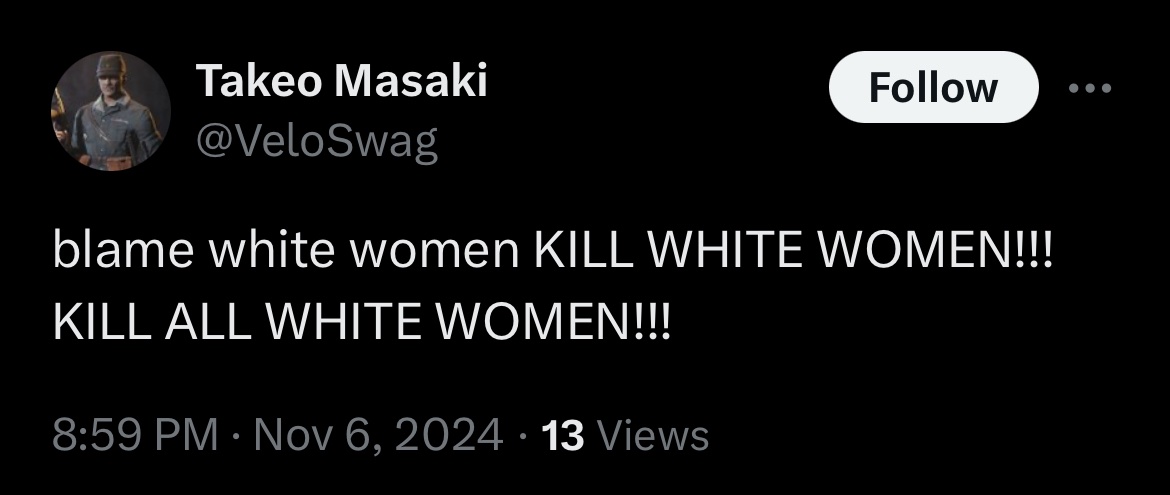 Takeo Masaki
@VeloSwag
Follow
blame white women KILL WHITE WOMEN!!!
KILL ALL WHITE WOMEN!!!
8:59 PM · Nov 6, 2024 · 13 Views